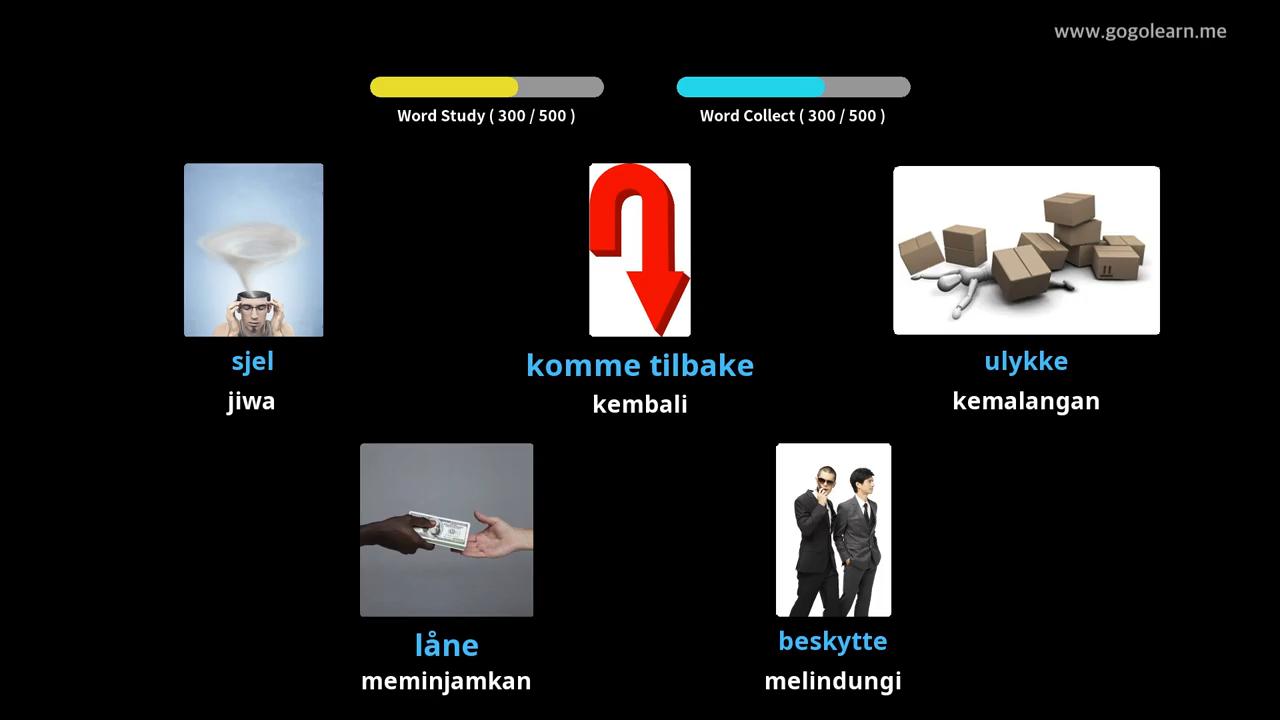 www.gogolearn.me
Word Study ( 300 / 500 )
Word Collect ( 300 / 500 )
sjel
jiwa
komme tilbake
kembali
ulykke
kemalangan
låne
meminjamkan
beskytte
melindungi